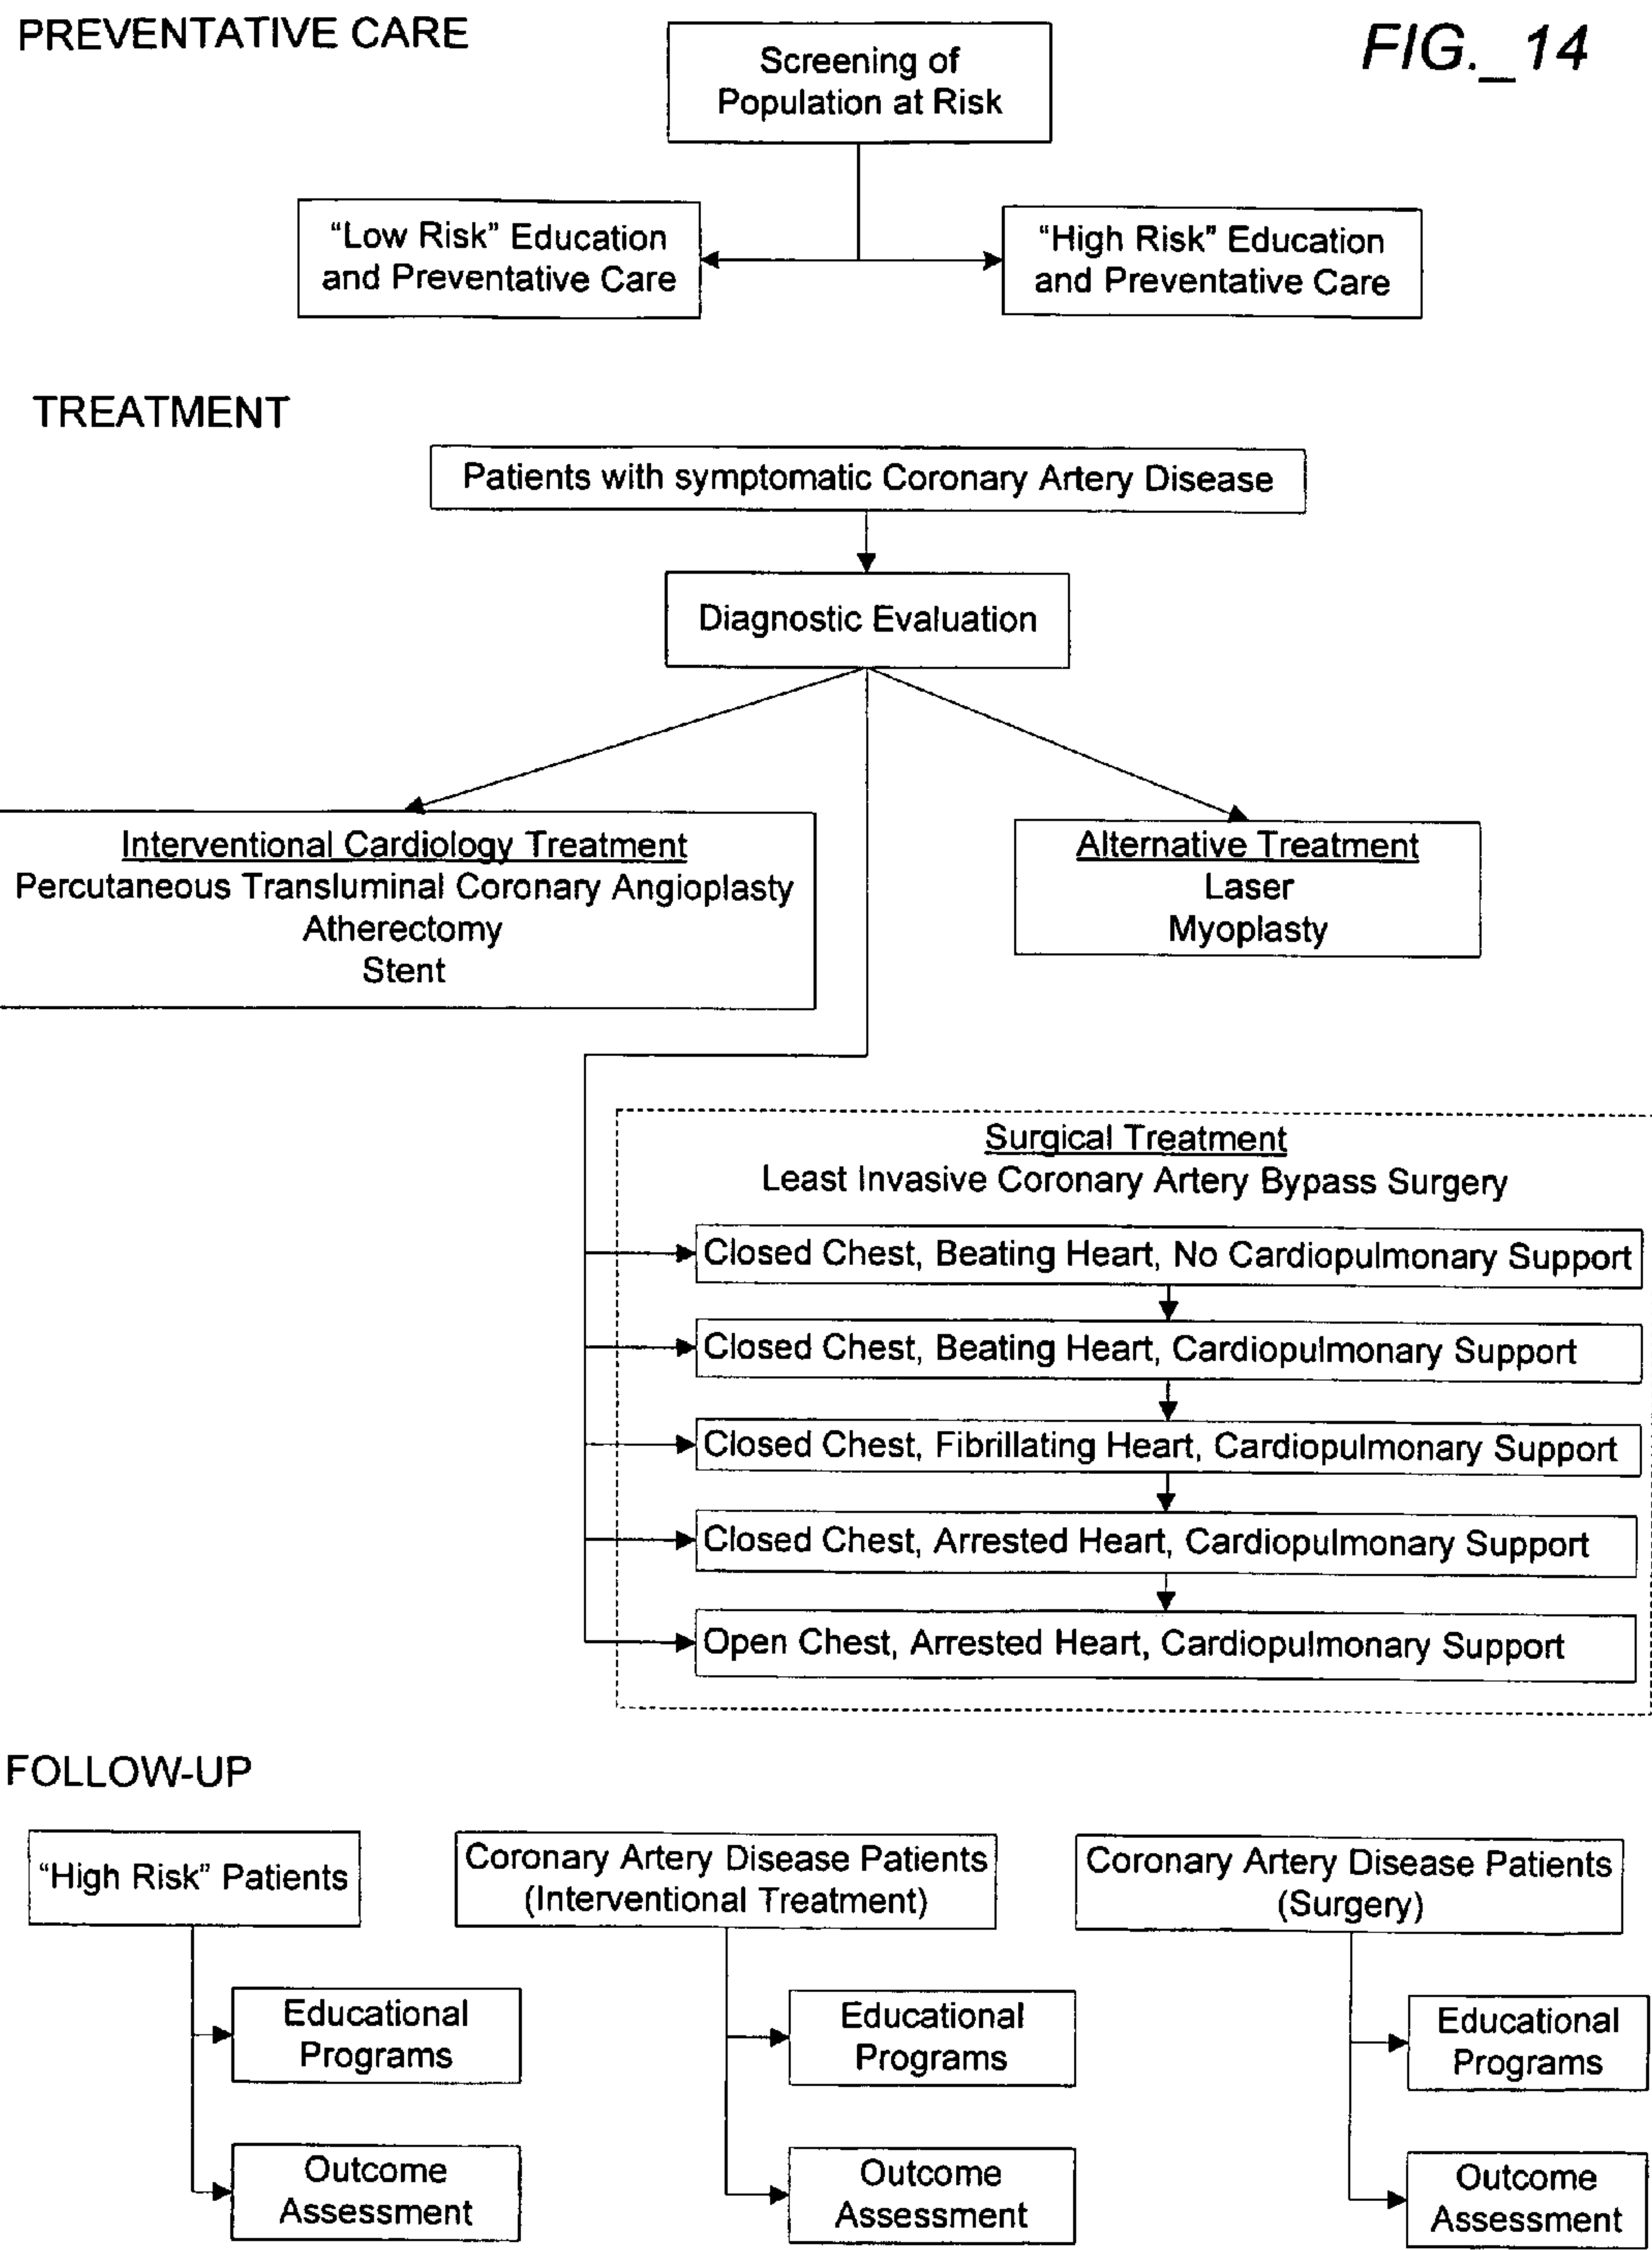 PREVENTATIVE CARE
FIG._14
Screening of
Population at Risk
“Low Risk” Education
and Preventative Care
“High Risk” Education
and Preventative Care
TREATMENT
Patients with symptomatic Coronary Artery Disease
Diagnostic Evaluation
Interventional Cardiology Treatment
Percutaneous Transluminal Coronary Angioplasty
Atherectomy
Stent
Alternative Treatment
Laser
Myoplasty
Surgical Treatment
Least Invasive Coronary Artery Bypass Surgery
Closed Chest, Beating Heart, No Cardiopulmonary Support
Closed Chest, Beating Heart, Cardiopulmonary Support
Closed Chest, Fibrillating Heart, Cardiopulmonary Support
Closed Chest, Arrested Heart, Cardiopulmonary Support
Open Chest, Arrested Heart, Cardiopulmonary Support
FOLLOW-UP
“High Risk” Patients
Coronary Artery Disease Patients
(Interventional Treatment)
Coronary Artery Disease Patients
(Surgery)
Educational
Programs
Educational
Programs
Educational
Programs
Outcome
Assessment
Outcome
Assessment
Outcome
Assessment